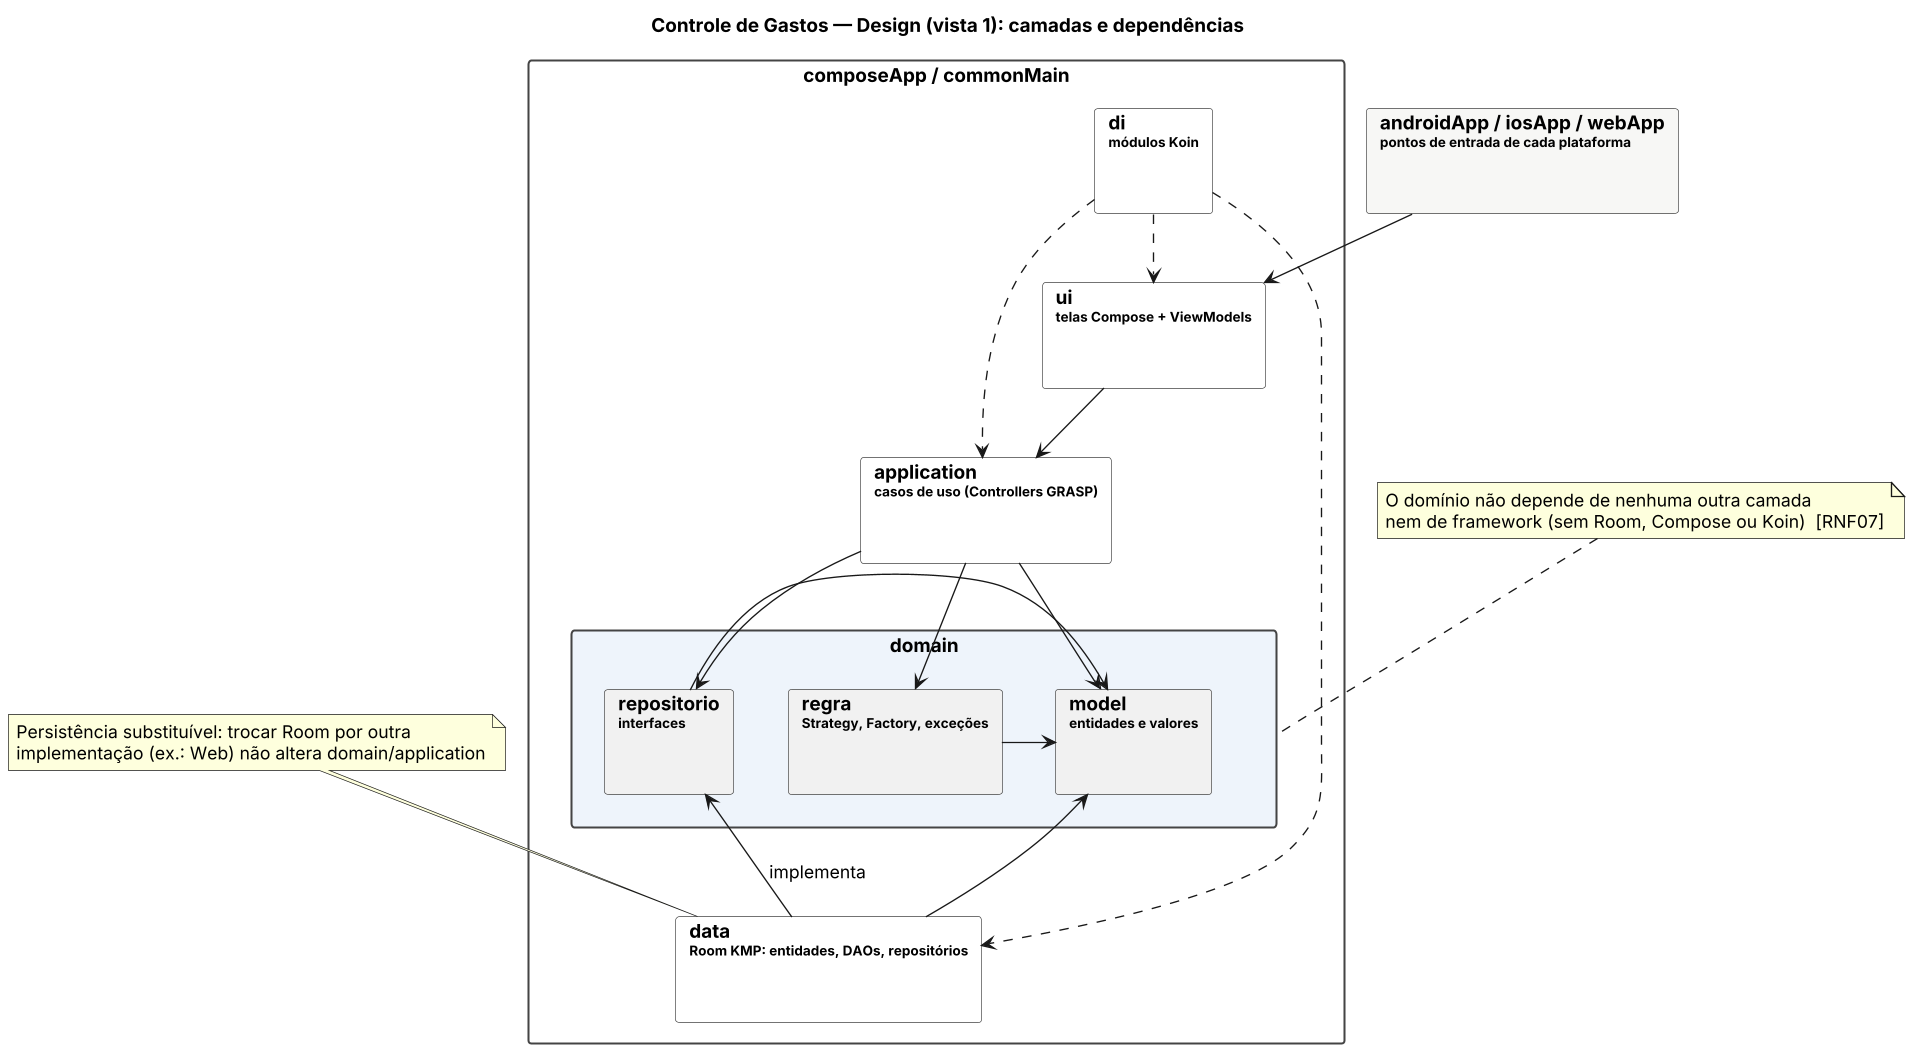 Controle de Gastos — Design (vista 1): camadas e dependências
composeApp / commonMain
di
módulos Koin
androidApp / iosApp / webApp
pontos de entrada de cada plataforma
ui
telas Compose + ViewModels
application
casos de uso (Controllers GRASP)
O domínio não depende de nenhuma outra camada
nem de framework (sem Room, Compose ou Koin)  [RNF07]
domain
repositorio
interfaces
regra
Strategy, Factory, exceções
model
entidades e valores
Persistência substituível: trocar Room por outra
implementação (ex.: Web) não altera domain/application
implementa
data
Room KMP: entidades, DAOs, repositórios